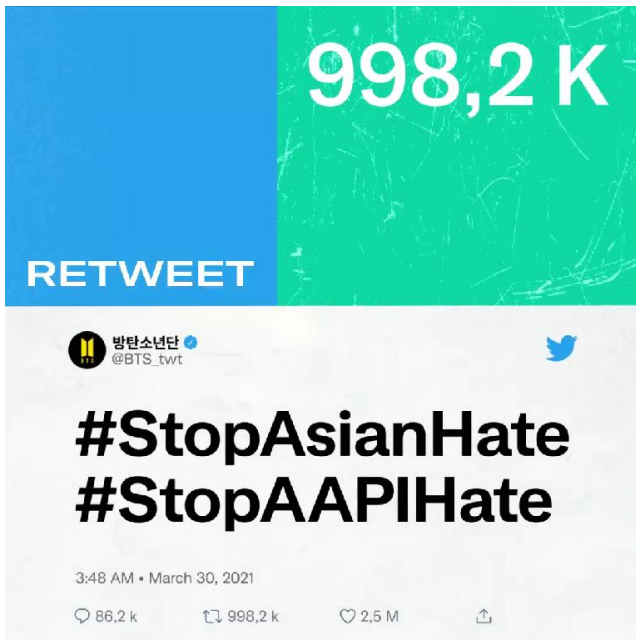 998,2 K
RETWEET
방탄소년단
BTS
@BTS_twt
#StopAsianHate
#StopAAPIHate
3:48 AM • March 30, 2021
86,2 k 998,2 k 2,5 M